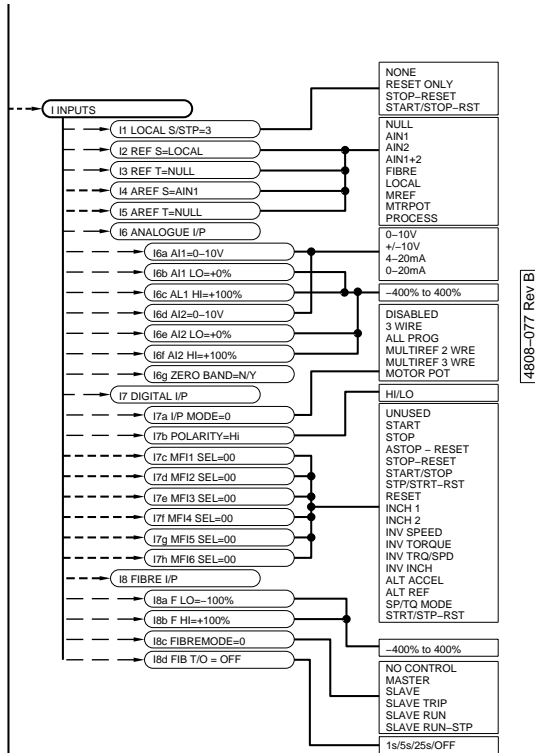 I INPUTS
I1 LOCAL S/STP=3
I2 REF S=LOCAL
I3 REF T=NULL
I4 AREF S=AIN1
I5 AREF T=NULL
I6 ANALOGUE I/P
I6a AI1=0–10V
I6b AI1 LO=+0%
I6c AL1 HI=+100%
I6d AI2=0–10V
I6e AI2 LO=+0%
I6f AI2 HI=+100%
I6g ZERO BAND=N/Y
I7 DIGITAL I/P
I7a I/P MODE=0
I7b POLARITY=Hi
I7c MFI1 SEL=00
I7d MFI2 SEL=00
I7e MFI3 SEL=00
I7f MFI4 SEL=00
I7g MFI5 SEL=00
I7h MFI6 SEL=00
I8 FIBRE I/P
I8a F LO=–100%
I8b F HI=+100%
I8c FIBREMODE=0
I8d FIB T/O = OFF
NONE
RESET ONLY
STOP–RESET
START/STOP–RST
NULL
AIN1
AIN2
AIN1+2
FIBRE
LOCAL
MREF
MTRPOT
PROCESS
0–10V
+/–10V
4–20mA
0–20mA
–400% to 400%
DISABLED
3 WIRE
ALL PROG
MULTIREF 2 WRE
MULTIREF 3 WRE
MOTOR POT
HI/LO
UNUSED
START
STOP
ASTOP – RESET
STOP–RESET
START/STOP
STP/STRT–RST
RESET
INCH 1
INCH 2
INV SPEED
INV TORQUE
INV TRQ/SPD
INV INCH
ALT ACCEL
ALT REF
SP/TQ MODE
STRT/STP–RST
–400% to 400%
NO CONTROL
MASTER
SLAVE
SLAVE TRIP
SLAVE RUN
SLAVE RUN–STP
1s/5s/25s/OFF
4808–077 Rev B